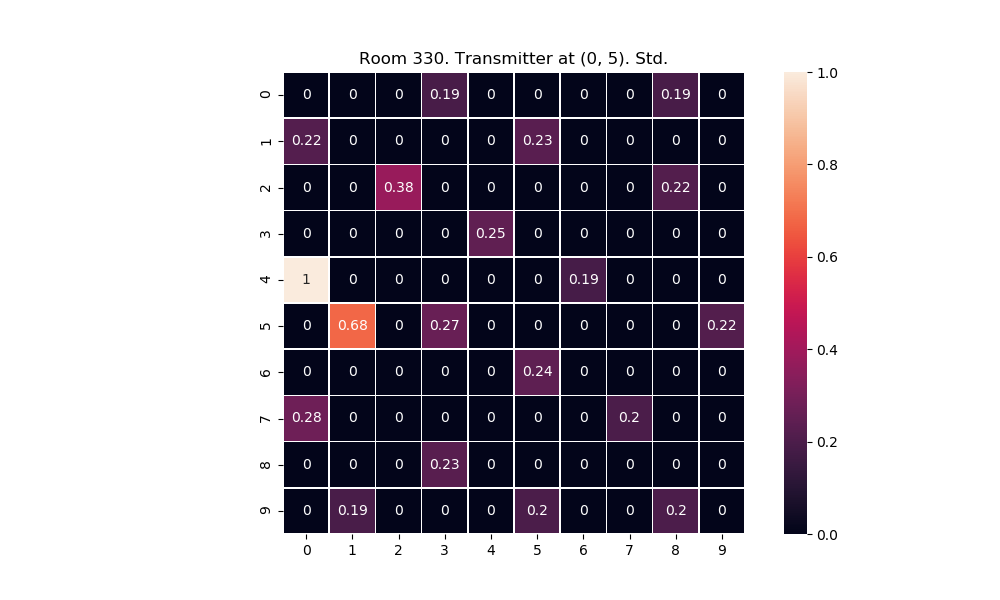 Room 330. Transmitter at (0, 5). Std.
0 0 0 0 0.19 0 0 0 0 0.19 0
1 0.22 0 0 0 0 0.23 0 0 0 0
2 0 0 0.38 0 0 0 0 0 0.22 0
3 0 0 0 0 0.25 0 0 0 0 0
4 1 0 0 0 0 0 0.19 0 0 0
5 0 0.68 0 0.27 0 0 0 0 0 0.22
6 0 0 0 0 0 0.24 0 0 0 0
7 0.28 0 0 0 0 0 0 0.2 0 0
8 0 0 0 0.23 0 0 0 0 0 0
9 0 0.19 0 0 0 0.2 0 0 0.2 0
0 1 2 3 4 5 6 7 8 9
1.0
0.8
0.6
0.4
0.2
0.0